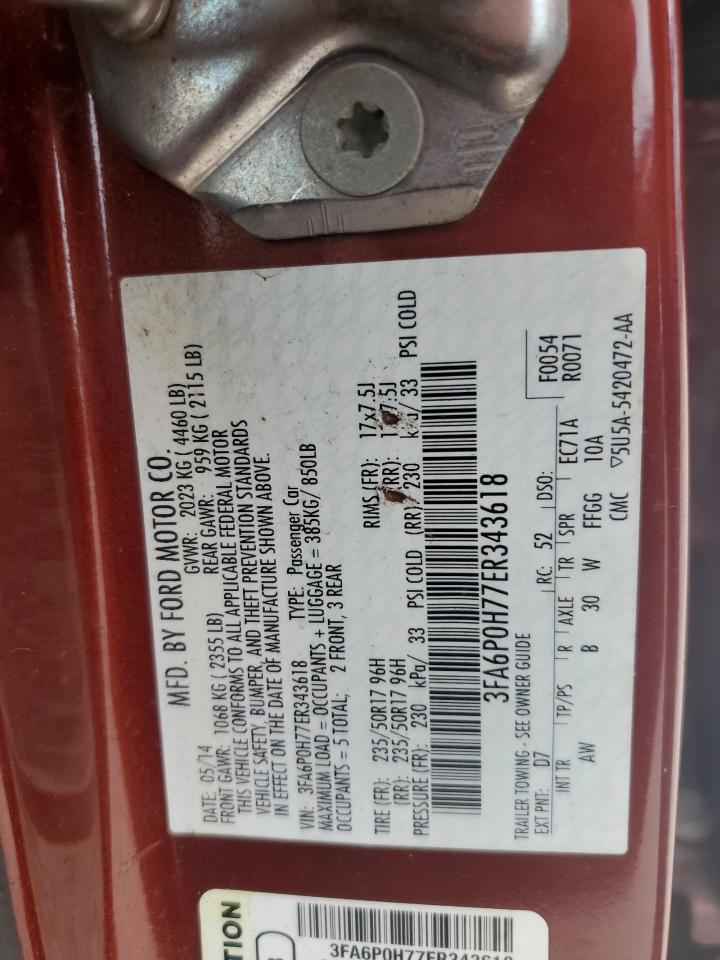 MFD. BY FORD MOTOR CO.
DATE: 05/14 GVWR: 2023 KG ( 4460 LB)
FRONT GAWR: 1068 KG ( 2355 LB) REAR GAWR: 959 KG ( 2115 LB)
THIS VEHICLE CONFORMS TO ALL APPLICABLE FEDERAL MOTOR
VEHICLE SAFETY, BUMPER, AND THEFT PREVENTION STANDARDS
IN EFFECT ON THE DATE OF MANUFACTURE SHOWN ABOVE.
VIN: 3FA6P0H77ER343618 TYPE: Passenger Car
MAXIMUM LOAD = OCCUPANTS + LUGGAGE = 385KG/ 850LB
OCCUPANTS = 5 TOTAL; 2 FRONT, 3 REAR
TIRE (FR): 235/50R17 96H RIMS (FR): 17x7.5J
(RR): 235/50R17 96H (RR): 7.5J
PRESSURE (FR): 230 kPa/ 33 PSI COLD (RR) 230 kPa/ 33 PSI COLD
3FA6P0H77ER343618
TRAILER TOWING - SEE OWNER GUIDE F0054
EXT PNT: D7 RC: 52 DSO: R0071
INT TR TP/PS R AXLE TR SPR EC71A
AW B 30 W FFGG 10A
CMC ▽5U5A-5420472-AA
TION
3FA6P0H77ER343618